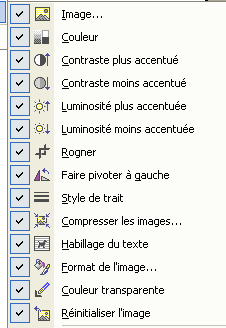 Image...
Couleur
Contraste plus accentué
Contraste moins accentué
Luminosité plus accentuée
Luminosité moins accentuée
Rogner
Faire pivoter à gauche
Style de trait
Compresser les images...
Habillage du texte
Format de l'image...
Couleur transparente
Réinitialiser l'image